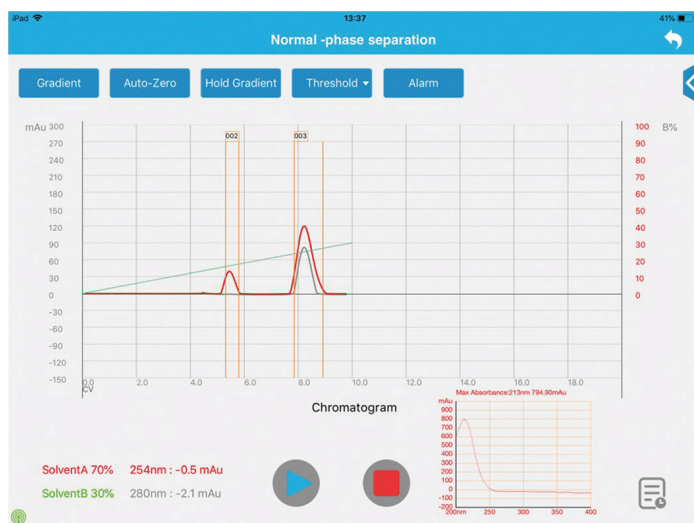 iPad 13:37 41%
Normal -phase separation
Gradient Auto-Zero Hold Gradient Threshold Alarm
mAu 300 100 B%
002 003
270 90
240 80
210 70
180 60
150 50
120 40
90 30
60 20
30 10
0 0
-30
-60
-90
-120
-150
0.0 2.0 4.0 6.0 8.0 10.0 12.0 14.0 16.0 18.0
CV
Chromatogram
Max Absorbance:213nm 794.90mAu
mAu
900
800
700
600
500
400
300
200
100
0
-100
-200
200nm 250 300 350 400
SolventA 70% 254nm : -0.5 mAu
SolventB 30% 280nm : -2.1 mAu